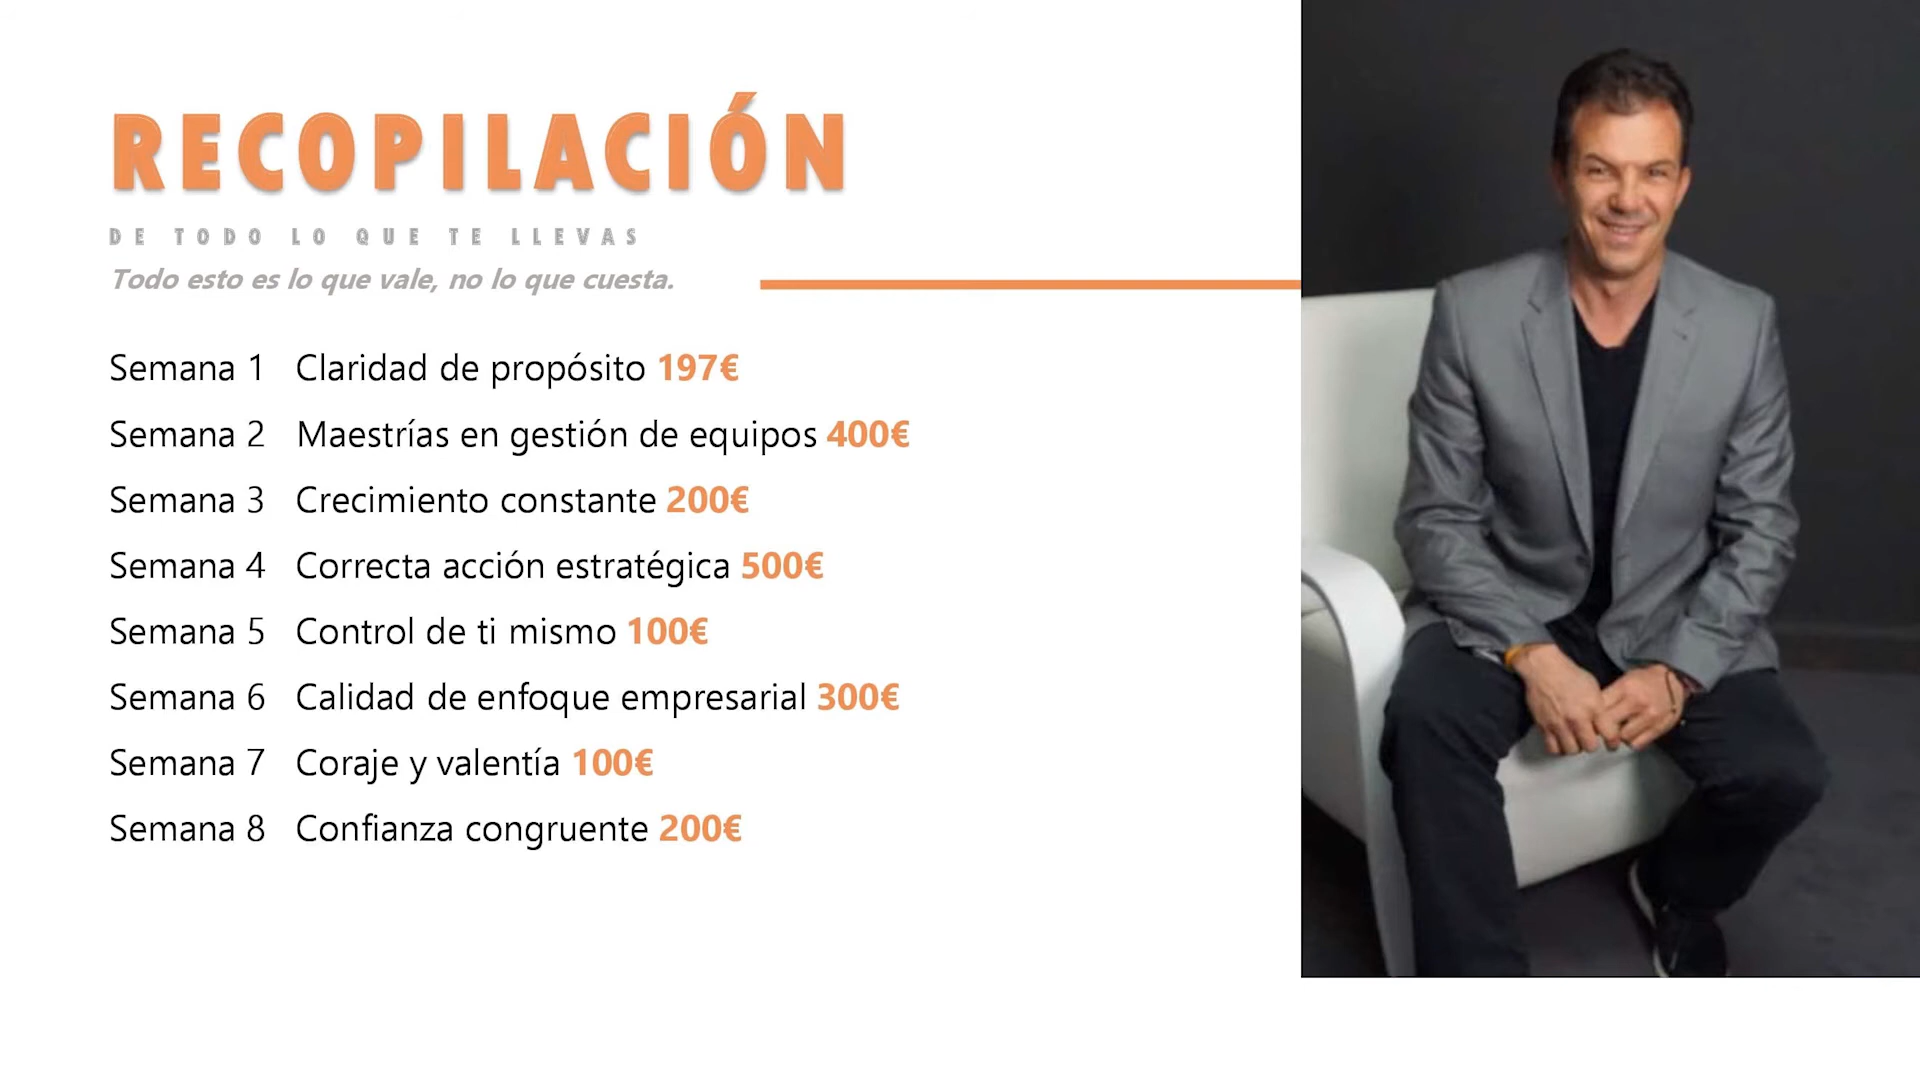 RECOPILACIÓN
DE TODO LO QUE TE LLEVAS
Todo esto es lo que vale, no lo que cuesta.
Semana 1 Claridad de propósito 197€
Semana 2 Maestrías en gestión de equipos 400€
Semana 3 Crecimiento constante 200€
Semana 4 Correcta acción estratégica 500€
Semana 5 Control de ti mismo 100€
Semana 6 Calidad de enfoque empresarial 300€
Semana 7 Coraje y valentía 100€
Semana 8 Confianza congruente 200€